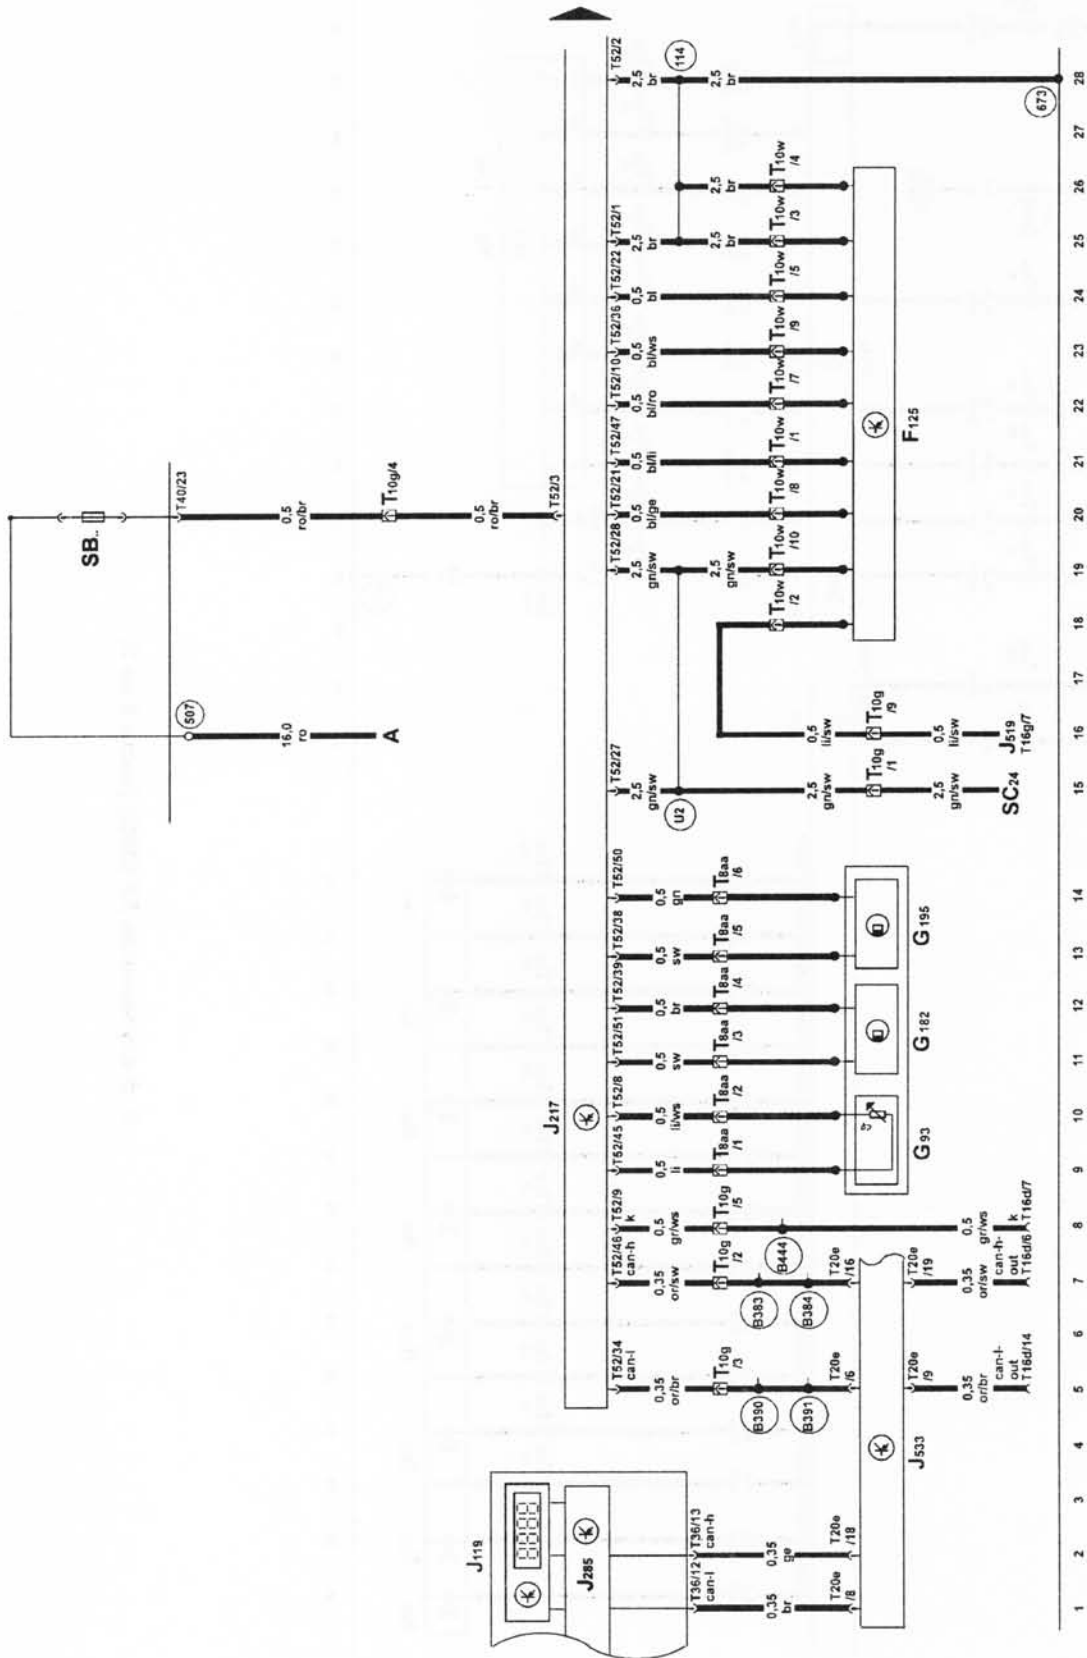 SB..
T40/23
0,5
ro/br
T10g/4
0,5
ro/br
T52/3
507
16,0
ro
A
J217
J119
J285
T36/12
can-l
T36/13
can-h
0,35
br
0,35
ge
T20e
/8
T20e
/18
J533
T52/34
can-l
0,35
or/br
T10g
/3
B390
B391
T20e
/6
T20e
/9
0,35
or/br
can-l-
out
T16d/14
T52/46
can-h
0,35
or/sw
T10g
/2
B383
B384
T20e
/16
T20e
/19
0,35
or/sw
can-h-
out
T16d/6
T52/9
k
0,5
gr/ws
T10g
/5
B444
0,5
gr/ws
k
T16d/7
T52/45
0,5
li
T8aa
/1
T52/8
0,5
li/ws
T8aa
/2
G93
T52/51
0,5
sw
T8aa
/3
T52/39
0,5
br
T8aa
/4
G182
T52/38
0,5
sw
T8aa
/5
T52/50
0,5
gn
T8aa
/6
G195
T52/27
2,5
gn/sw
U2
0,5
gn/sw
T10g
/1
2,5
gn/sw
SC24
0,5
li/sw
T10g
/9
0,5
li/sw
J519
T16g/7
T10w
/2
T52/28
2,5
gn/sw
2,5
gn/sw
T10w
/10
T52/21
0,5
bl/ge
T10w
/8
T52/47
0,5
bl/li
T10w
/1
T52/10
0,5
bl/ro
T10w
/7
T52/36
0,5
bl/ws
T10w
/9
T52/22
0,5
bl
T10w
/5
T52/1
2,5
br
2,5
br
T10w
/3
2,5
br
T10w
/4
F125
T52/2
2,5
br
114
2,5
br
673
1 2 3 4 5 6 7 8 9 10 11 12 13 14 15 16 17 18 19 20 21 22 23 24 25 26 27 28